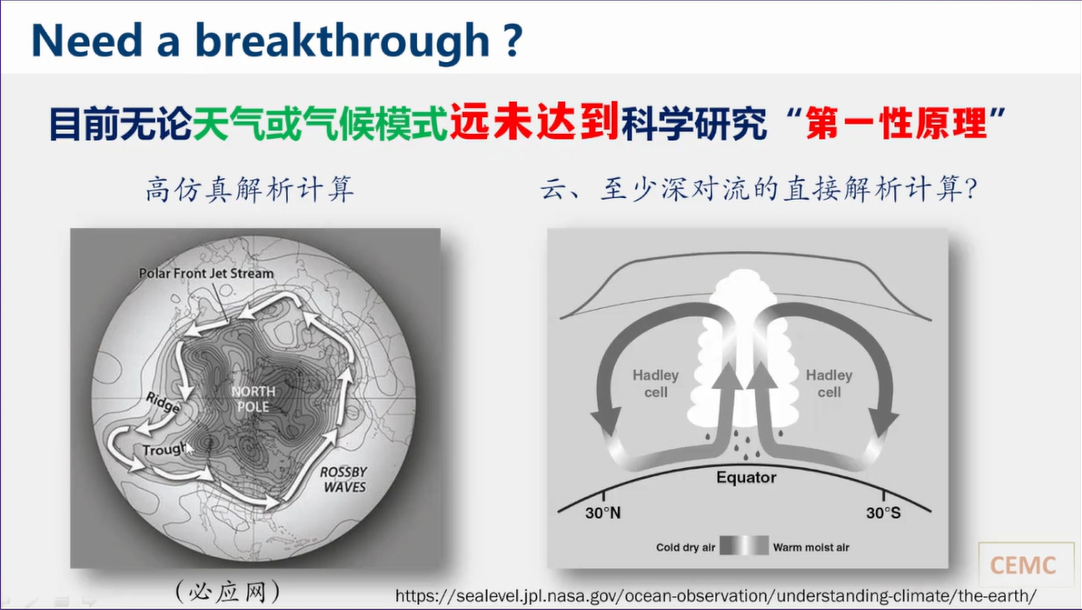 Need a breakthrough ?
目前无论天气或气候模式远未达到科学研究“第一性原理”
高仿真解析计算
云、至少深对流的直接解析计算?
Polar Front Jet Stream
NORTH
POLE
Ridge
Trough
ROSSBY
WAVES
Hadley
cell
Hadley
cell
Equator
30°N
30°S
Cold dry air
Warm moist air
CEMC
(必应网)
https://sealevel.jpl.nasa.gov/ocean-observation/understanding-climate/the-earth/